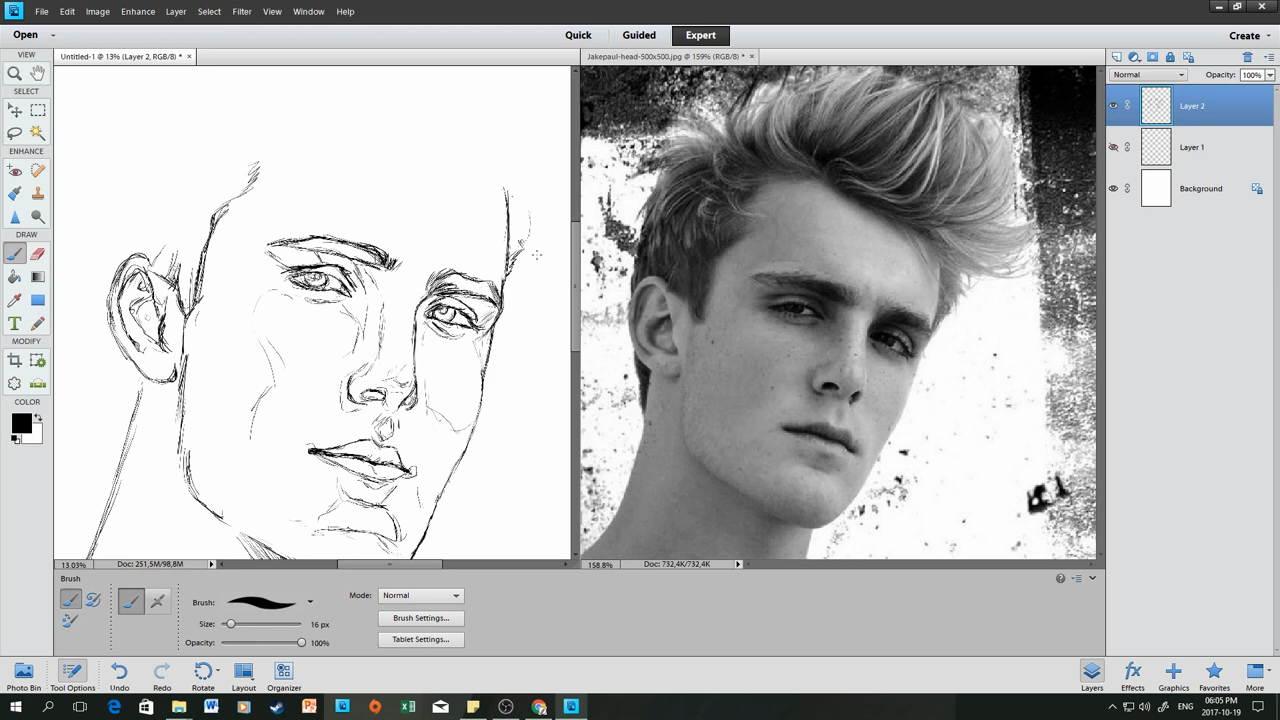 File Edit Image Enhance Layer Select Filter View Window Help
Open Quick Guided Expert Create
VIEW
Untitled-1 @ 13% (Layer 2, RGB/8) * ×
Jakepaul-head-500x500.jpg @ 159% (RGB/8) * ×
Normal Opacity: 100%
SELECT
Layer 2
ENHANCE
Layer 1
Background
DRAW
MODIFY
COLOR
13.03% Doc: 251,5M/98,8M
158.8% Doc: 732,4K/732,4K
Brush
Brush: Mode: Normal
Size: 16 px Brush Settings...
Opacity: 100% Tablet Settings...
Photo Bin Tool Options Undo Redo Rotate Layout Organizer Layers Effects Graphics Favorites More
ENG 06:05 PM 2017-10-19